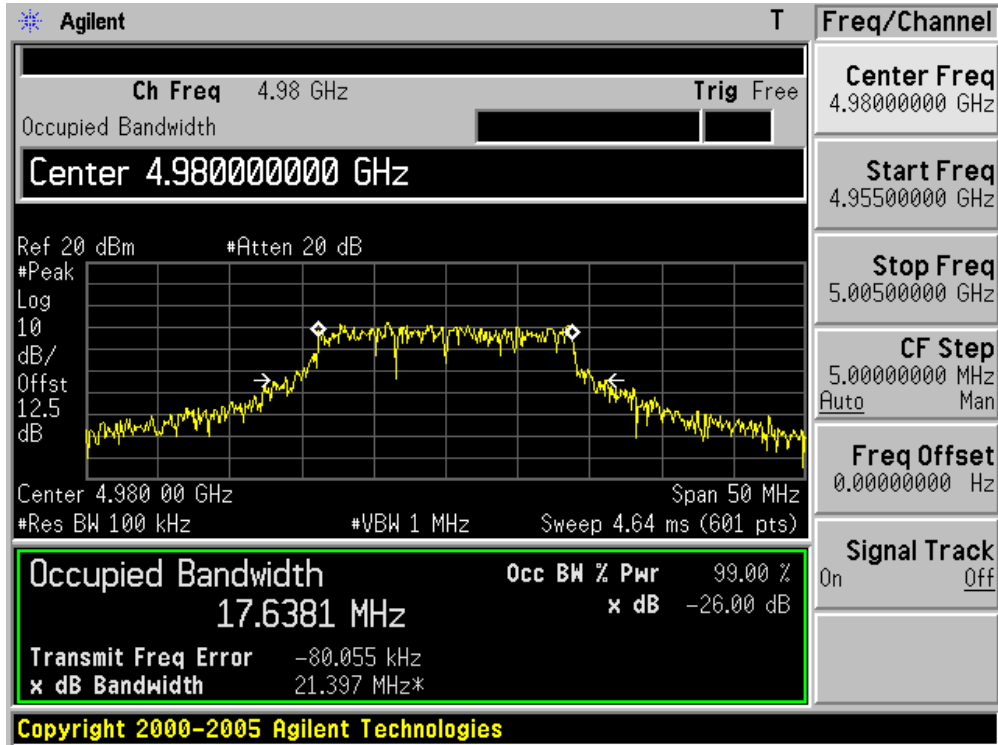 Agilent T
Ch Freq 4.98 GHz Trig Free
Occupied Bandwidth
Center 4.980000000 GHz
Ref 20 dBm #Atten 20 dB
#Peak
Log
10
dB/
Offst
12.5
dB
Center 4.980 00 GHz Span 50 MHz
#Res BW 100 kHz #VBW 1 MHz Sweep 4.64 ms (601 pts)
Occupied Bandwidth Occ BW % Pwr 99.00 %
17.6381 MHz x dB -26.00 dB
Transmit Freq Error -80.055 kHz
x dB Bandwidth 21.397 MHz*
Copyright 2000-2005 Agilent Technologies
Freq/Channel
Center Freq
4.98000000 GHz
Start Freq
4.95500000 GHz
Stop Freq
5.00500000 GHz
CF Step
5.00000000 MHz
Auto Man
Freq Offset
0.00000000 Hz
Signal Track
On Off